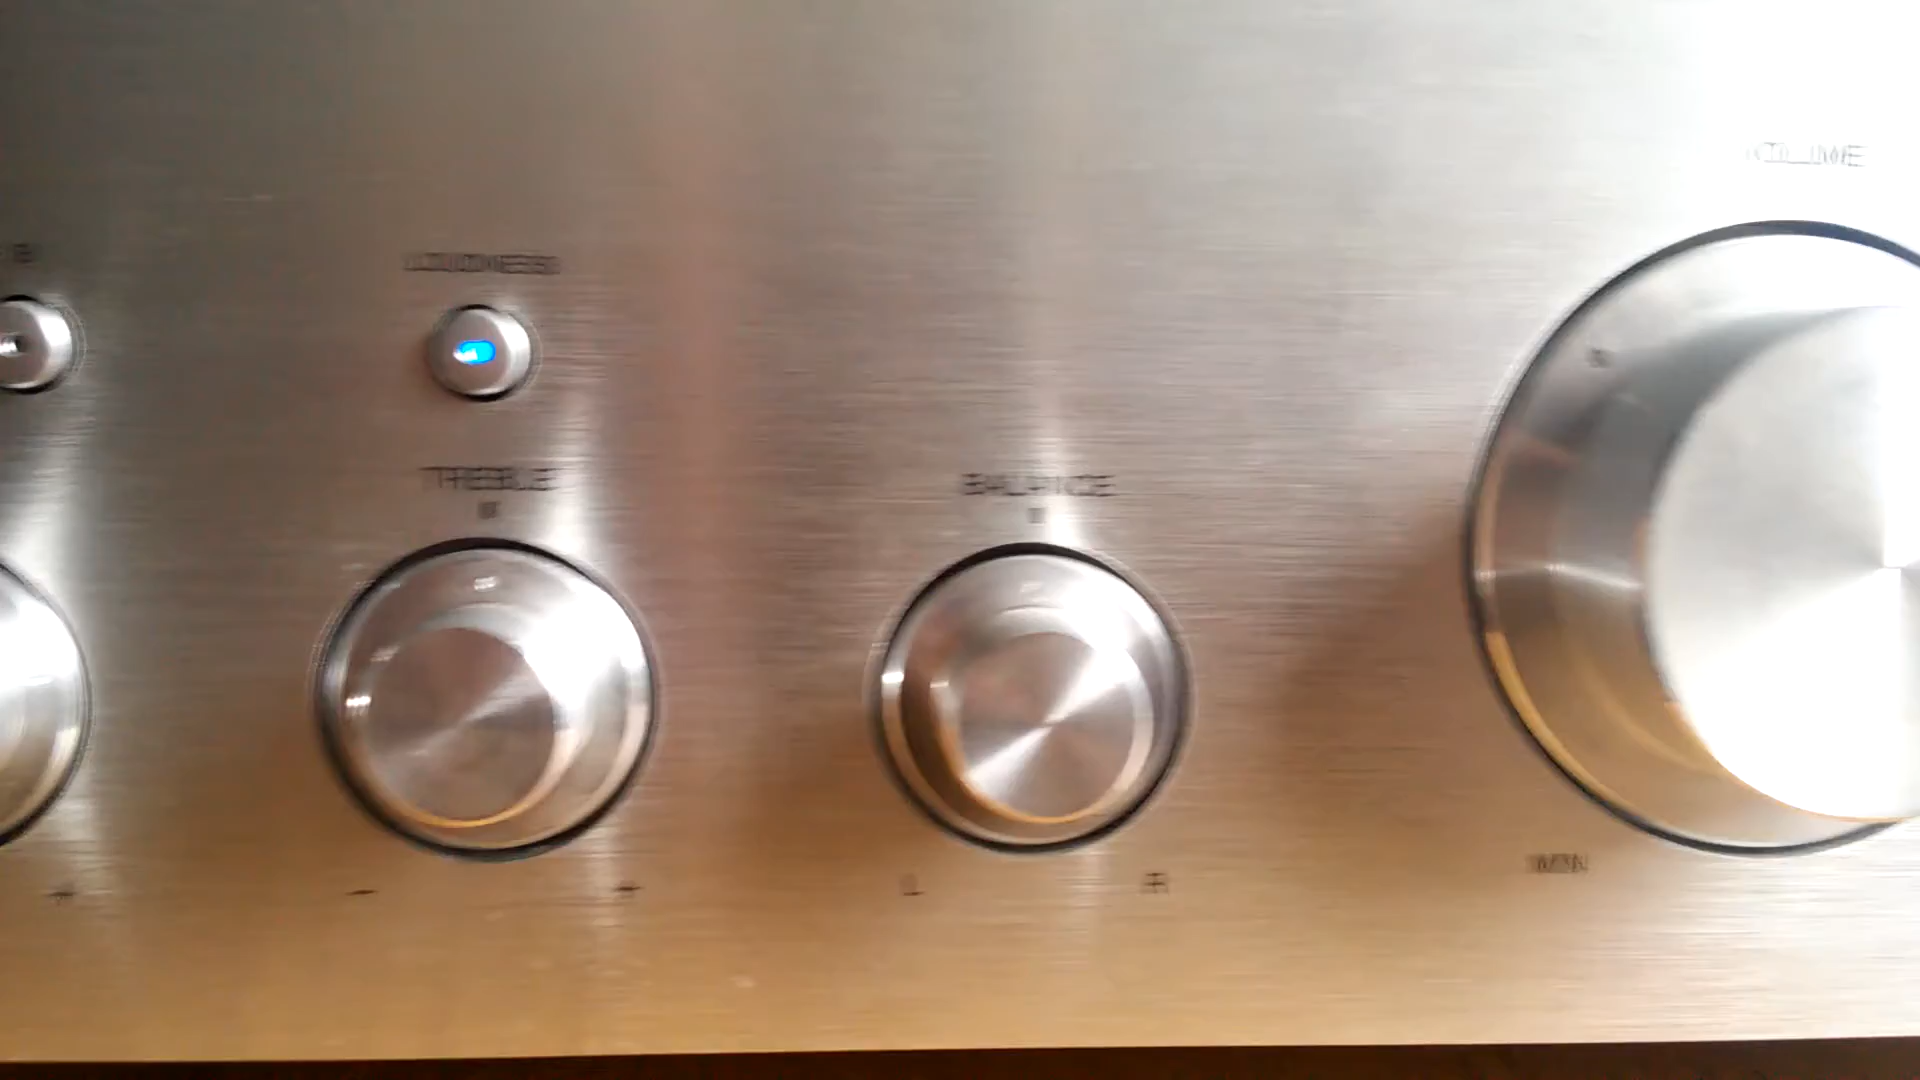 VOLUME
LOUDNESS
TREBLE
BALANCE
- +
L R
MIN
+